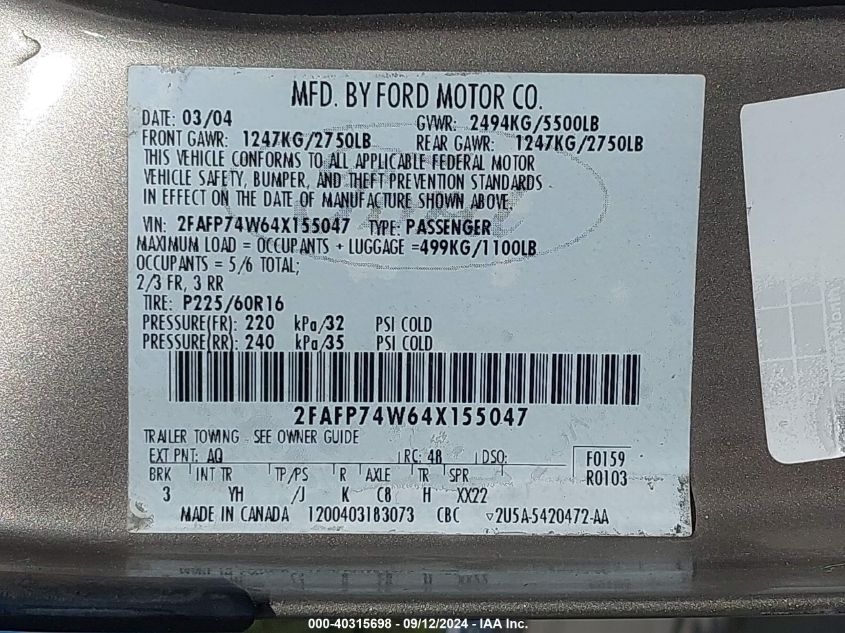 MFD. BY FORD MOTOR CO.
DATE: 03/04 GVWR: 2494KG/5500LB
FRONT GAWR: 1247KG/2750LB REAR GAWR: 1247KG/2750LB
THIS VEHICLE CONFORMS TO ALL APPLICABLE FEDERAL MOTOR
VEHICLE SAFETY, BUMPER, AND THEFT PREVENTION STANDARDS
IN EFFECT ON THE DATE OF MANUFACTURE SHOWN ABOVE.
VIN: 2FAFP74W64X155047 TYPE: PASSENGER
MAXIMUM LOAD = OCCUPANTS + LUGGAGE =499KG/1100LB
OCCUPANTS = 5/6 TOTAL;
2/3 FR, 3 RR
TIRE: P225/60R16
PRESSURE(FR): 220 kPa/32 PSI COLD
PRESSURE(RR): 240 kPa/35 PSI COLD
2FAFP74W64X155047
TRAILER TOWING - SEE OWNER GUIDE
EXT PNT: AQ RC: 48 DSO: F0159
BRK INT TR TP/PS R AXLE TR SPR R0103
3 YH /J K C8 H XX22
MADE IN CANADA 1200403183073 CBC ▽2U5A-5420472-AA
000-40315698 - 09/12/2024 - IAA Inc.